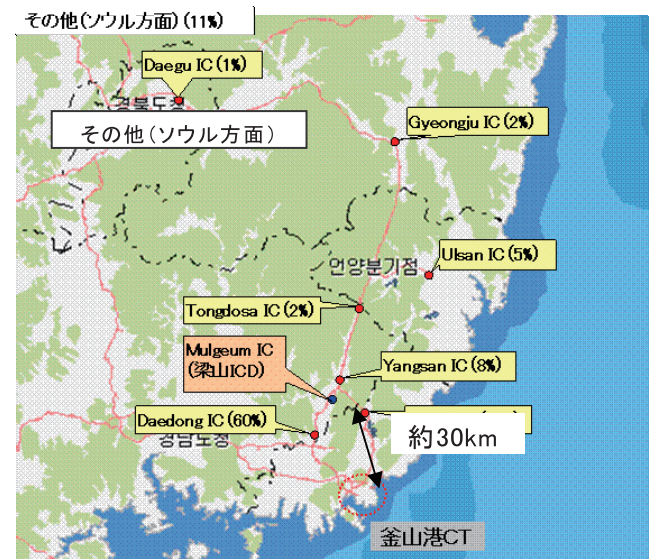 その他(ソウル方面)(11%)
Daegu IC (1%)
경북도청
その他(ソウル方面)
Gyeongju IC (2%)
언양분기점
Ulsan IC (5%)
Tongdosa IC (2%)
Mulgeum IC
(梁山ICD)
Yangsan IC (8%)
Daedong IC (60%)
경남도청
約30km
釜山港CT